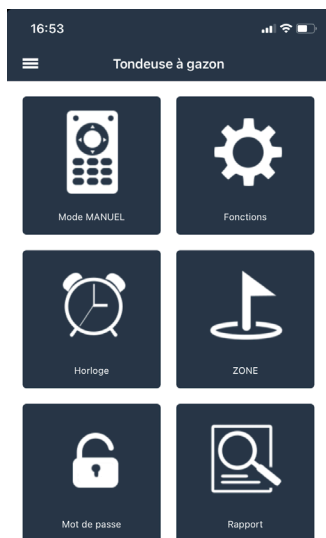 16:53
Tondeuse à gazon
Mode MANUEL
Fonctions
Horloge
ZONE
Mot de passe
Rapport